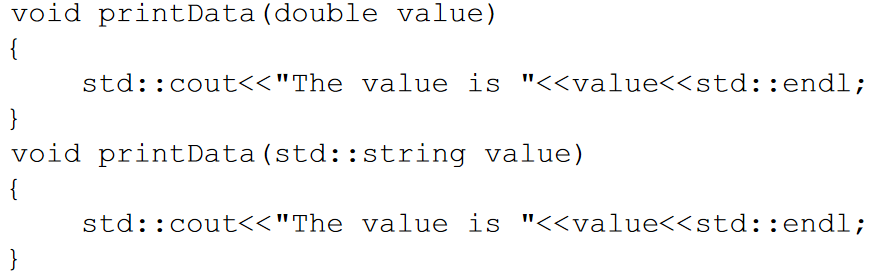 void printData(double value)
{
    std::cout<<"The value is "<<value<<std::endl;
}
void printData(std::string value)
{
    std::cout<<"The value is "<<value<<std::endl;
}